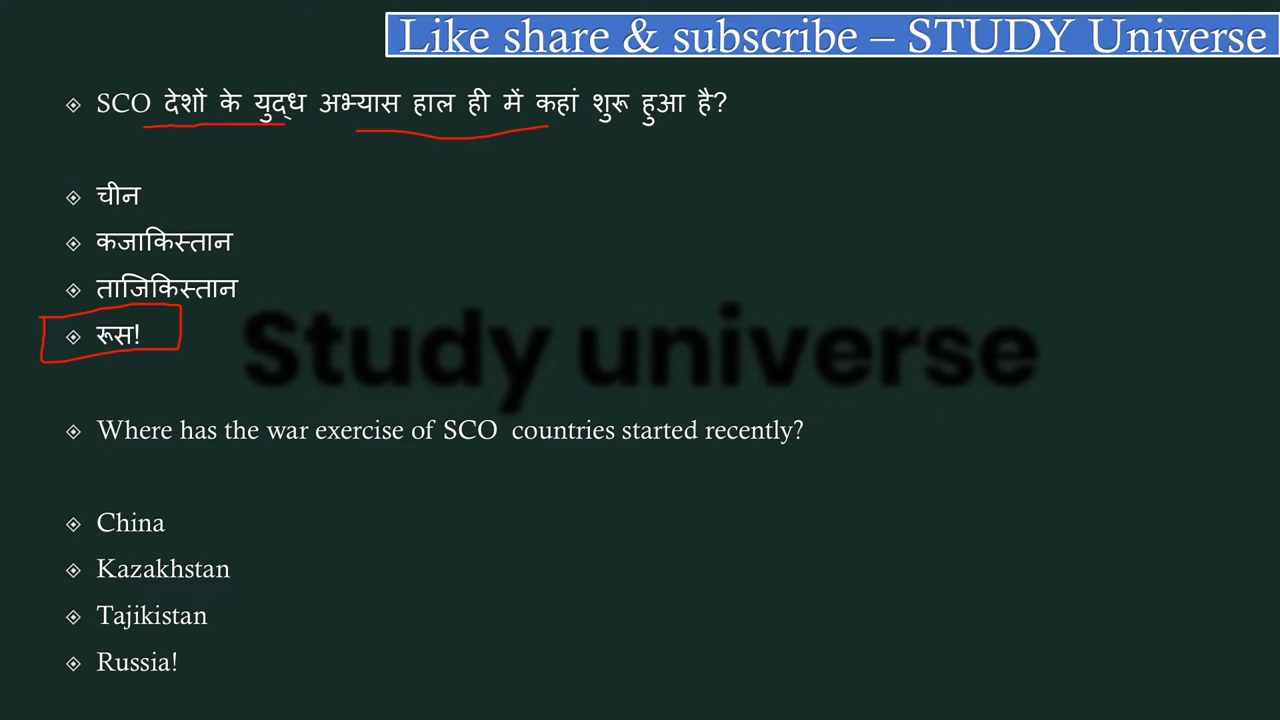 Like share & subscribe – STUDY Universe
SCO देशों के युद्ध अभ्यास हाल ही में कहां शुरू हुआ है?
चीन
कजाकिस्तान
ताजिकिस्तान
रूस!
Study universe
Where has the war exercise of SCO countries started recently?
China
Kazakhstan
Tajikistan
Russia!